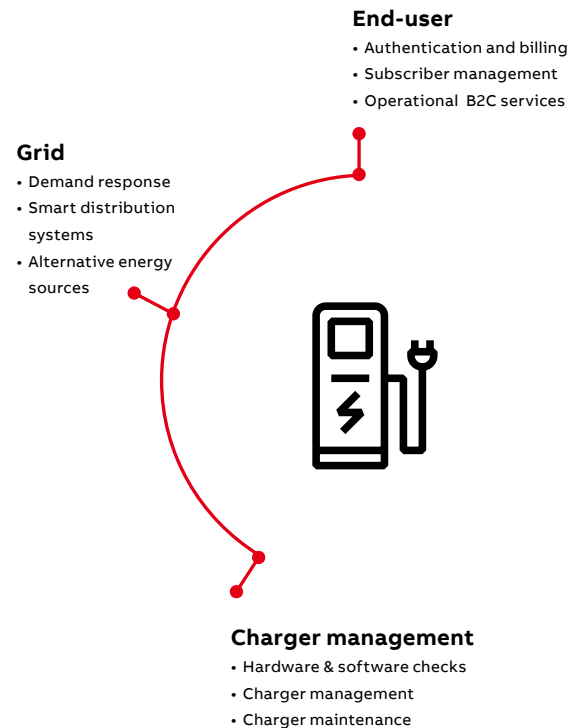 End-user
• Authentication and billing
• Subscriber management
• Operational B2C services
Grid
• Demand response
• Smart distribution
systems
• Alternative energy
sources
Charger management
• Hardware & software checks
• Charger management
• Charger maintenance